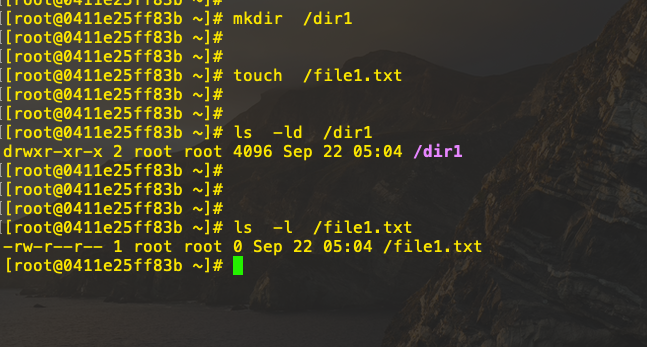 [root@0411e25ff83b ~]# mkdir  /dir1
[root@0411e25ff83b ~]#
[root@0411e25ff83b ~]#
[root@0411e25ff83b ~]# touch  /file1.txt
[root@0411e25ff83b ~]#
[root@0411e25ff83b ~]#
[root@0411e25ff83b ~]# ls  -ld  /dir1
drwxr-xr-x 2 root root 4096 Sep 22 05:04 /dir1
[root@0411e25ff83b ~]#
[root@0411e25ff83b ~]#
[root@0411e25ff83b ~]#
[root@0411e25ff83b ~]# ls  -l  /file1.txt
-rw-r--r-- 1 root root 0 Sep 22 05:04 /file1.txt
[root@0411e25ff83b ~]#